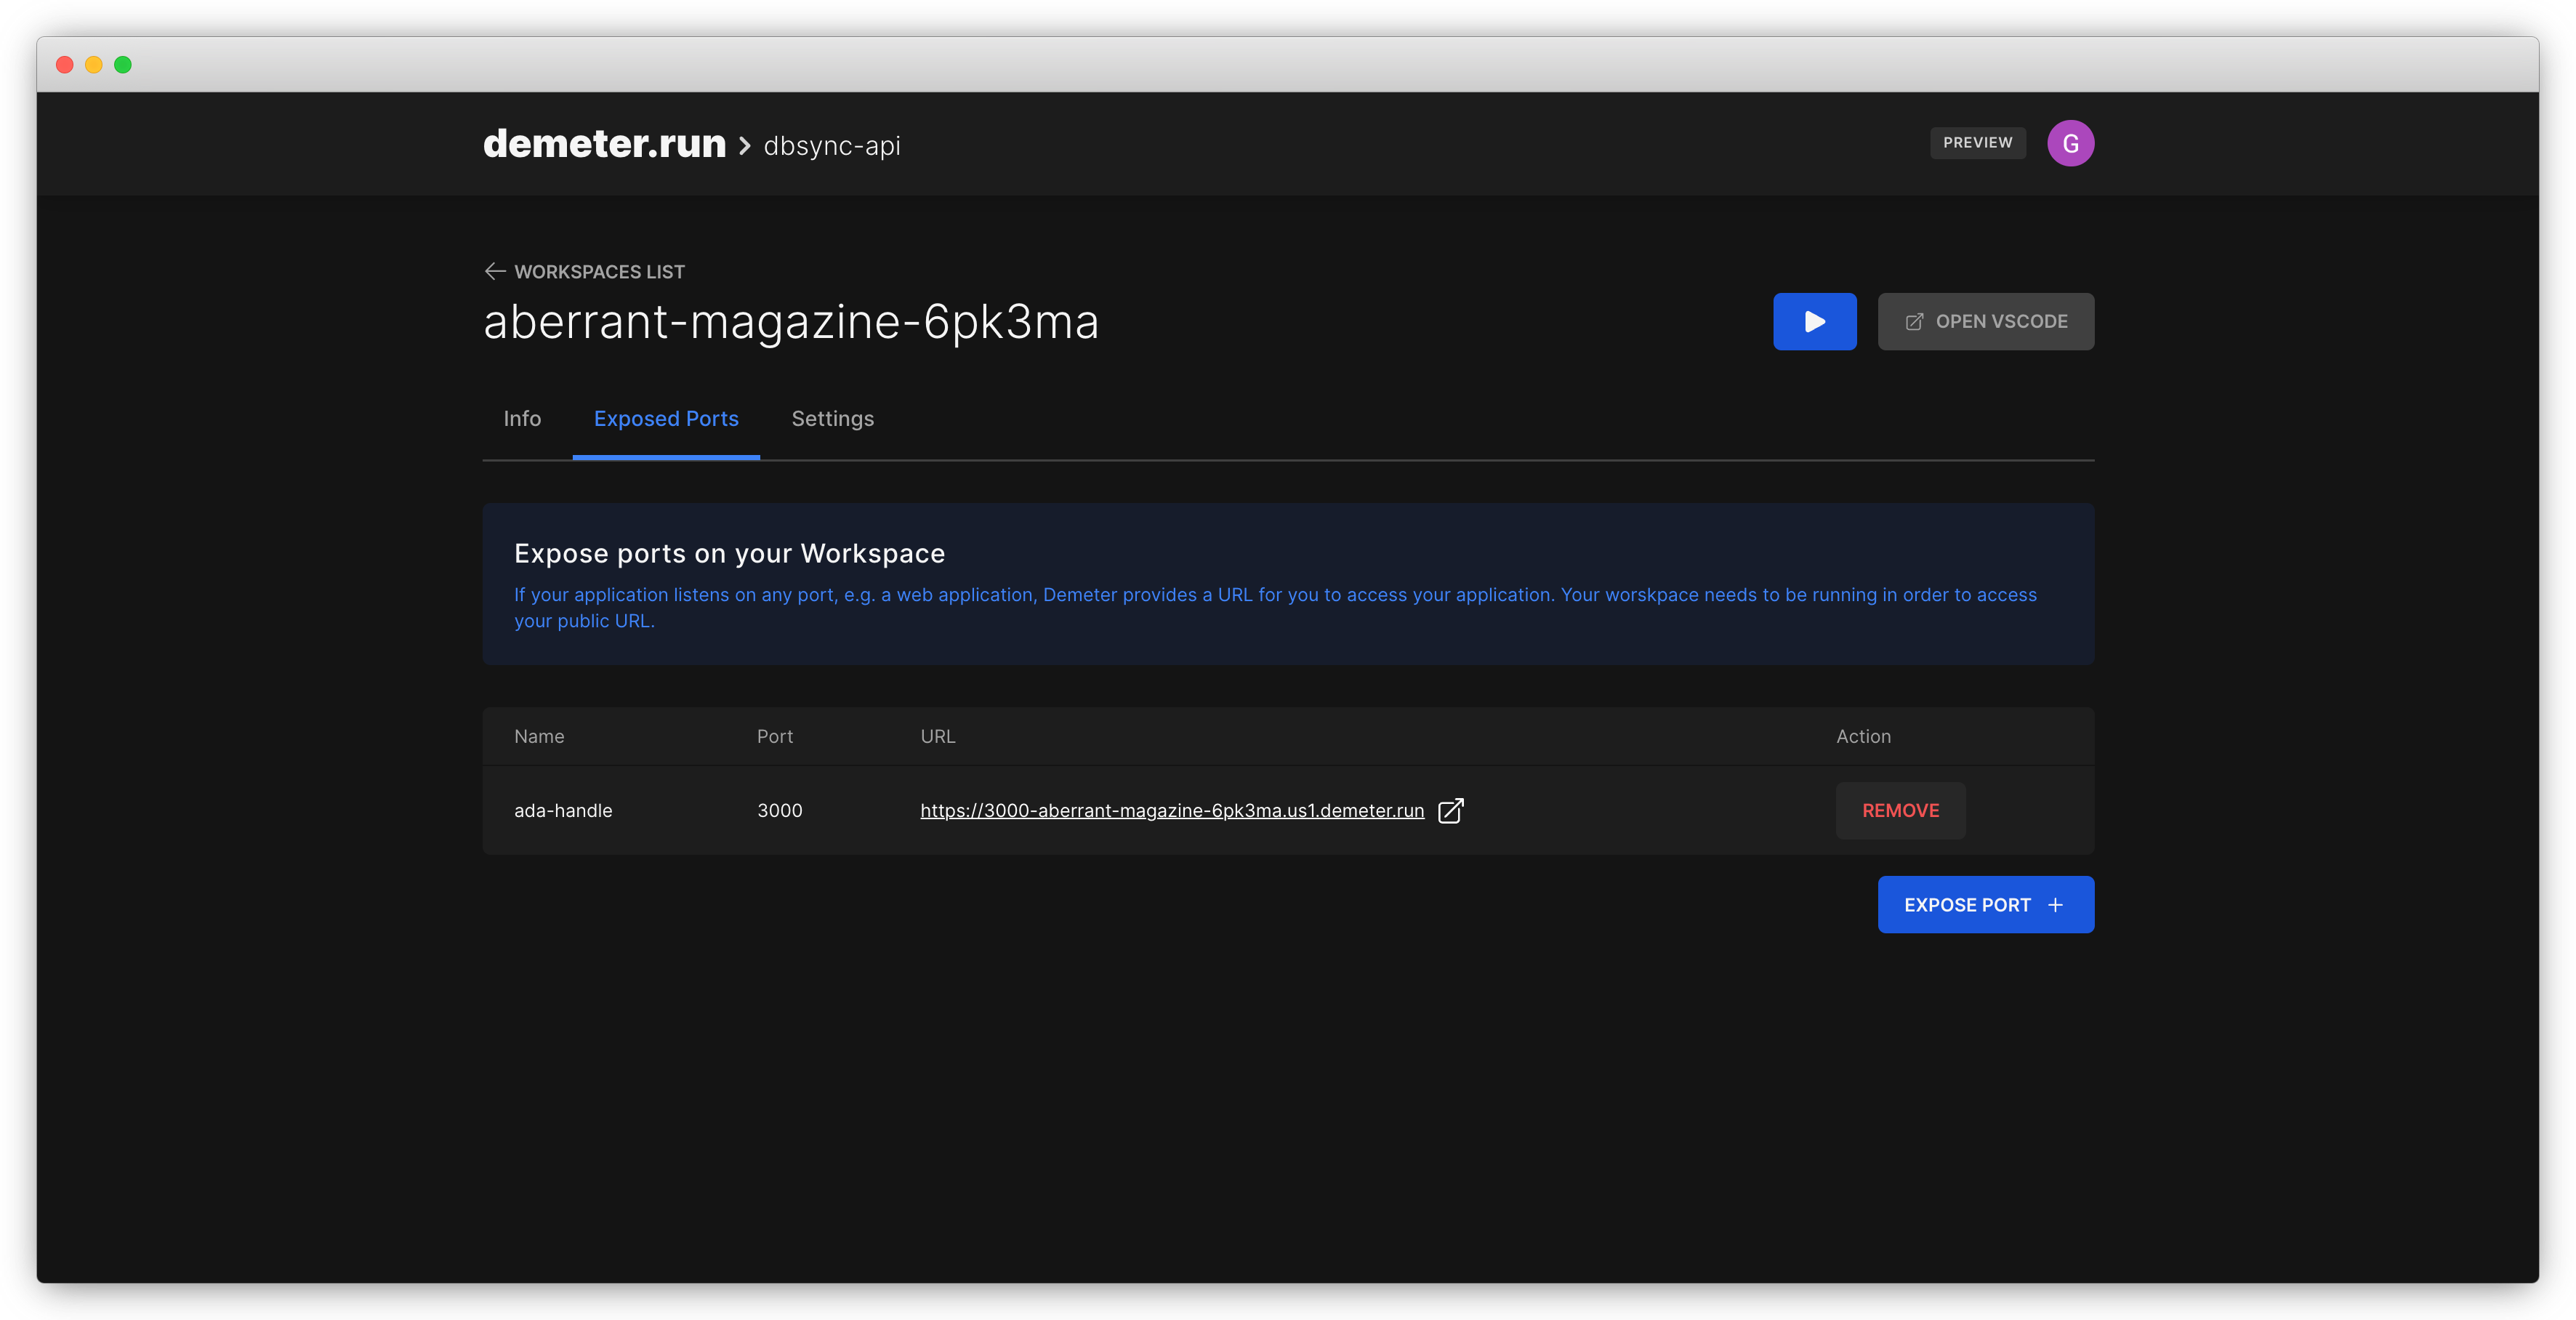 demeter.run > dbsync-api
PREVIEW
G
WORKSPACES LIST
aberrant-magazine-6pk3ma
OPEN VSCODE
Info Exposed Ports Settings
Expose ports on your Workspace
If your application listens on any port, e.g. a web application, Demeter provides a URL for you to access your application. Your worskpace needs to be running in order to access
your public URL.
Name Port URL Action
ada-handle 3000 https://3000-aberrant-magazine-6pk3ma.us1.demeter.run REMOVE
EXPOSE PORT +